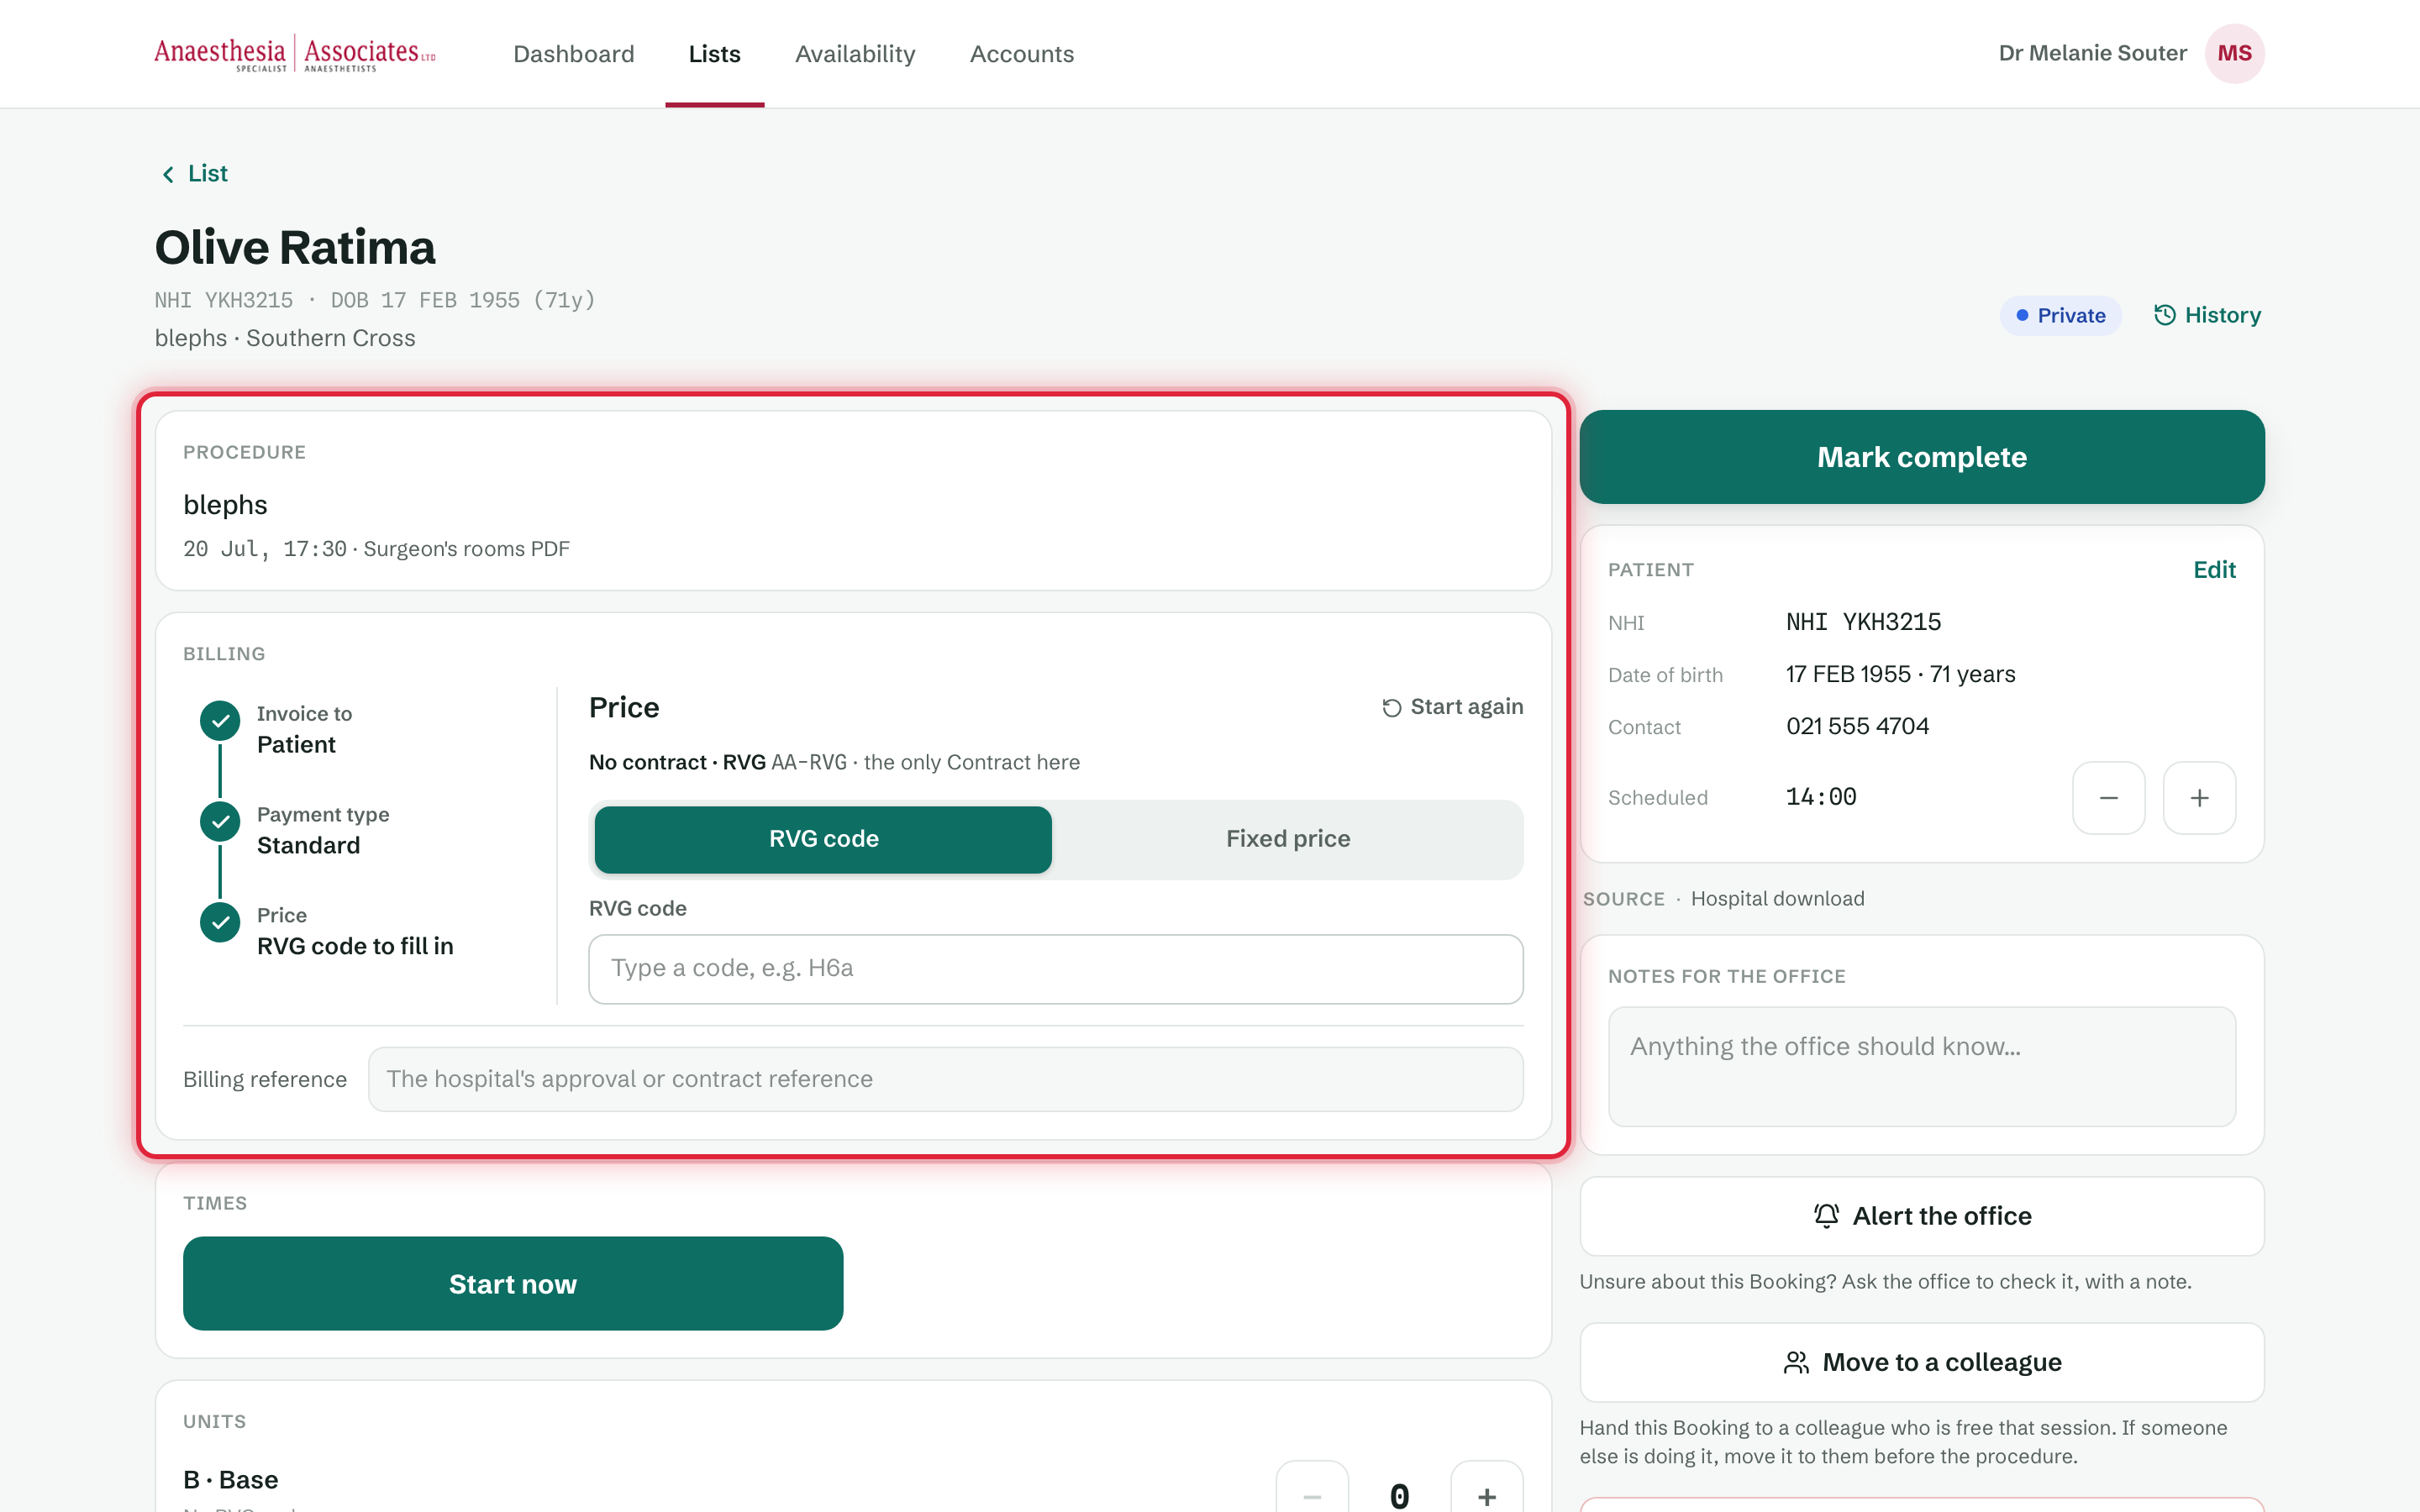 Anaesthesia | Associates LTD
SPECIALIST ANAESTHETISTS
Dashboard
Lists
Availability
Accounts
Dr Melanie Souter
MS
List
Olive Ratima
NHI YKH3215 · DOB 17 FEB 1955 (71y)
blephs · Southern Cross
Private
History
PROCEDURE
blephs
20 Jul, 17:30 · Surgeon's rooms PDF
BILLING
Invoice to
Patient
Payment type
Standard
Price
RVG code to fill in
Price
Start again
No contract · RVG AA-RVG · the only Contract here
RVG code
Fixed price
RVG code
Type a code, e.g. H6a
Billing reference
The hospital's approval or contract reference
TIMES
Start now
UNITS
B · Base
0
Mark complete
PATIENT
Edit
NHI
NHI YKH3215
Date of birth
17 FEB 1955 · 71 years
Contact
021 555 4704
Scheduled
14:00
SOURCE · Hospital download
NOTES FOR THE OFFICE
Anything the office should know...
Alert the office
Unsure about this Booking? Ask the office to check it, with a note.
Move to a colleague
Hand this Booking to a colleague who is free that session. If someone
else is doing it, move it to them before the procedure.